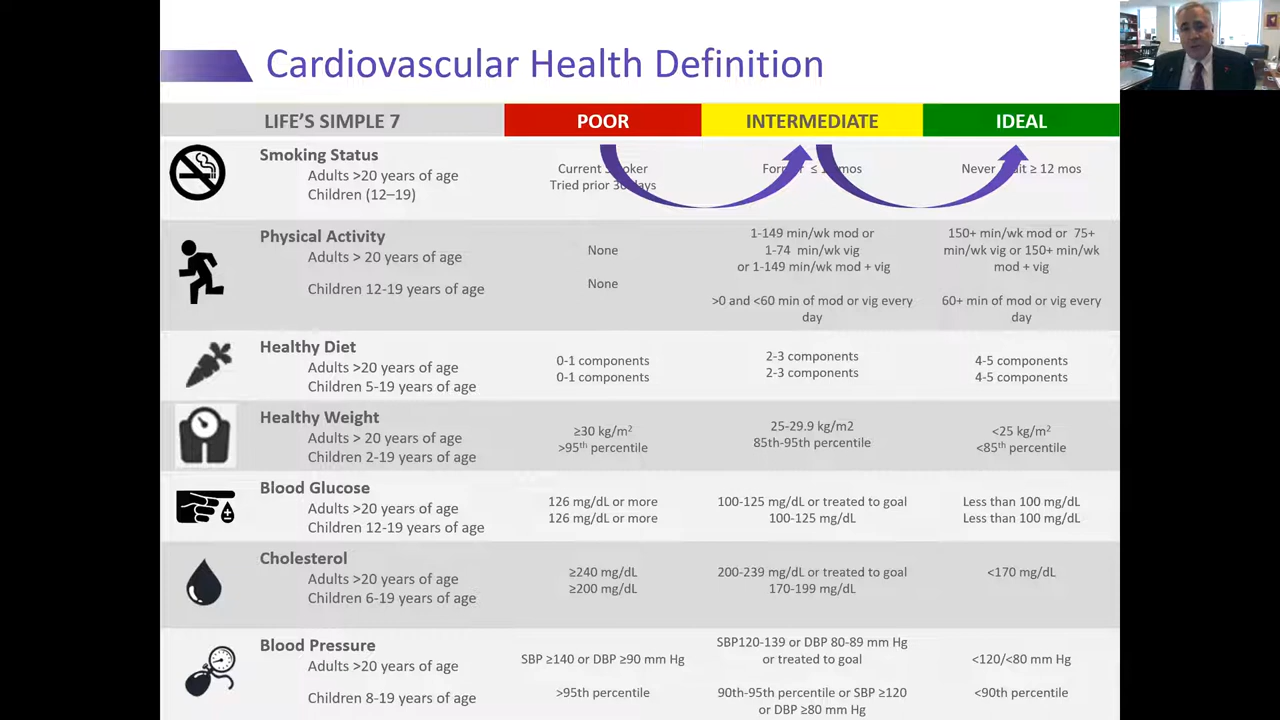 Cardiovascular Health Definition
LIFE'S SIMPLE 7
POOR
INTERMEDIATE
IDEAL
Smoking Status
Adults >20 years of age
Children (12–19)
Current
Tried prior
mos
Never
≥ 12 mos
Physical Activity
Adults > 20 years of age
Children 12-19 years of age
None
None
1-149 min/wk mod or
1-74 min/wk vig
or 1-149 min/wk mod + vig
>0 and <60 min of mod or vig every
day
150+ min/wk mod or 75+
min/wk vig or 150+ min/wk
mod + vig
60+ min of mod or vig every
day
Healthy Diet
Adults >20 years of age
Children 5-19 years of age
0-1 components
0-1 components
2-3 components
2-3 components
4-5 components
4-5 components
Healthy Weight
Adults > 20 years of age
Children 2-19 years of age
≥30 kg/m²
>95th percentile
25-29.9 kg/m2
85th-95th percentile
<25 kg/m²
<85th percentile
Blood Glucose
Adults >20 years of age
Children 12-19 years of age
126 mg/dL or more
126 mg/dL or more
100-125 mg/dL or treated to goal
100-125 mg/dL
Less than 100 mg/dL
Less than 100 mg/dL
Cholesterol
Adults >20 years of age
Children 6-19 years of age
≥240 mg/dL
≥200 mg/dL
200-239 mg/dL or treated to goal
170-199 mg/dL
<170 mg/dL
Blood Pressure
Adults >20 years of age
Children 8-19 years of age
SBP ≥140 or DBP ≥90 mm Hg
>95th percentile
SBP120-139 or DBP 80-89 mm Hg
or treated to goal
90th-95th percentile or SBP ≥120
or DBP ≥80 mm Hg
<120/<80 mm Hg
<90th percentile